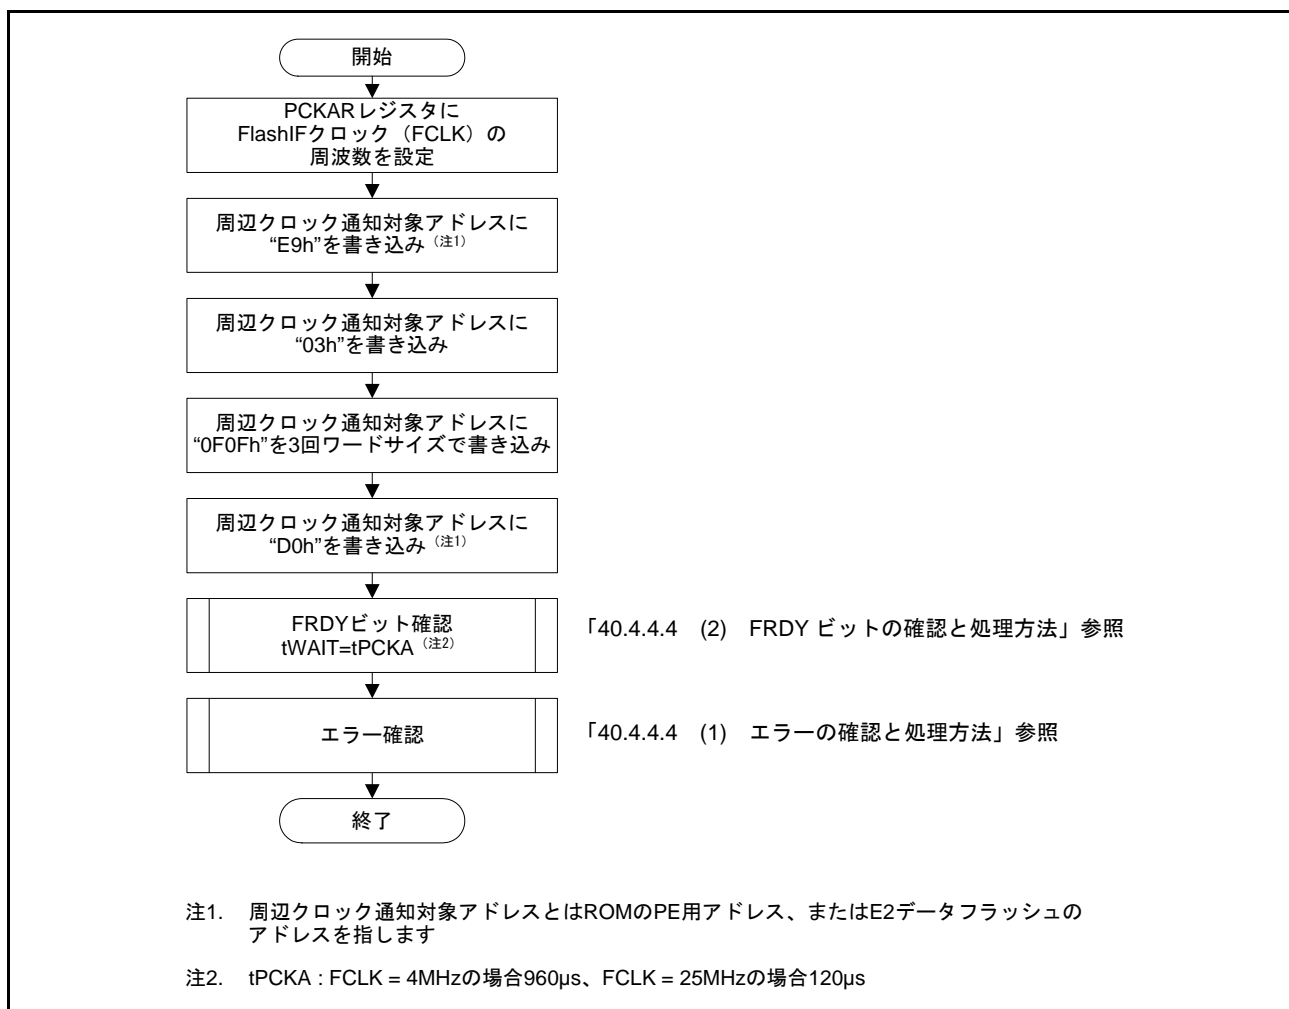 開始
PCKARレジスタに
FlashIFクロック（FCLK）の
周波数を設定
周辺クロック通知対象アドレスに
“E9h”を書き込み（注1）
周辺クロック通知対象アドレスに
“03h”を書き込み
周辺クロック通知対象アドレスに
“0F0Fh”を3回ワードサイズで書き込み
周辺クロック通知対象アドレスに
“D0h”を書き込み（注1）
FRDYビット確認
tWAIT=tPCKA（注2）
「40.4.4.4 (2) FRDY ビットの確認と処理方法」参照
エラー確認
「40.4.4.4 (1) エラーの確認と処理方法」参照
終了
注1. 周辺クロック通知対象アドレスとはROMのPE用アドレス、またはE2データフラッシュの
アドレスを指します
注2. tPCKA : FCLK = 4MHzの場合960µs、FCLK = 25MHzの場合120µs